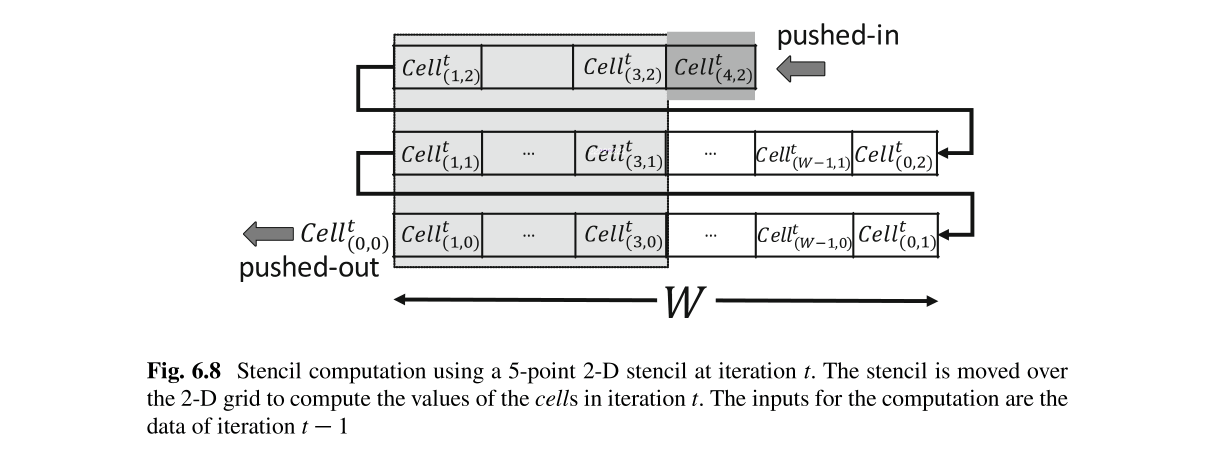 pushed-in
Cell^t_(1,2) Cell^t_(3,2) Cell^t_(4,2)
Cell^t_(1,1) ... Cell^t_(3,1) ... Cell^t_(W−1,1) Cell^t_(0,2)
Cell^t_(0,0) Cell^t_(1,0) ... Cell^t_(3,0) ... Cell^t_(W−1,0) Cell^t_(0,1)
pushed-out
W
Fig. 6.8 Stencil computation using a 5-point 2-D stencil at iteration t. The stencil is moved over
the 2-D grid to compute the values of the cells in iteration t. The inputs for the computation are the
data of iteration t − 1